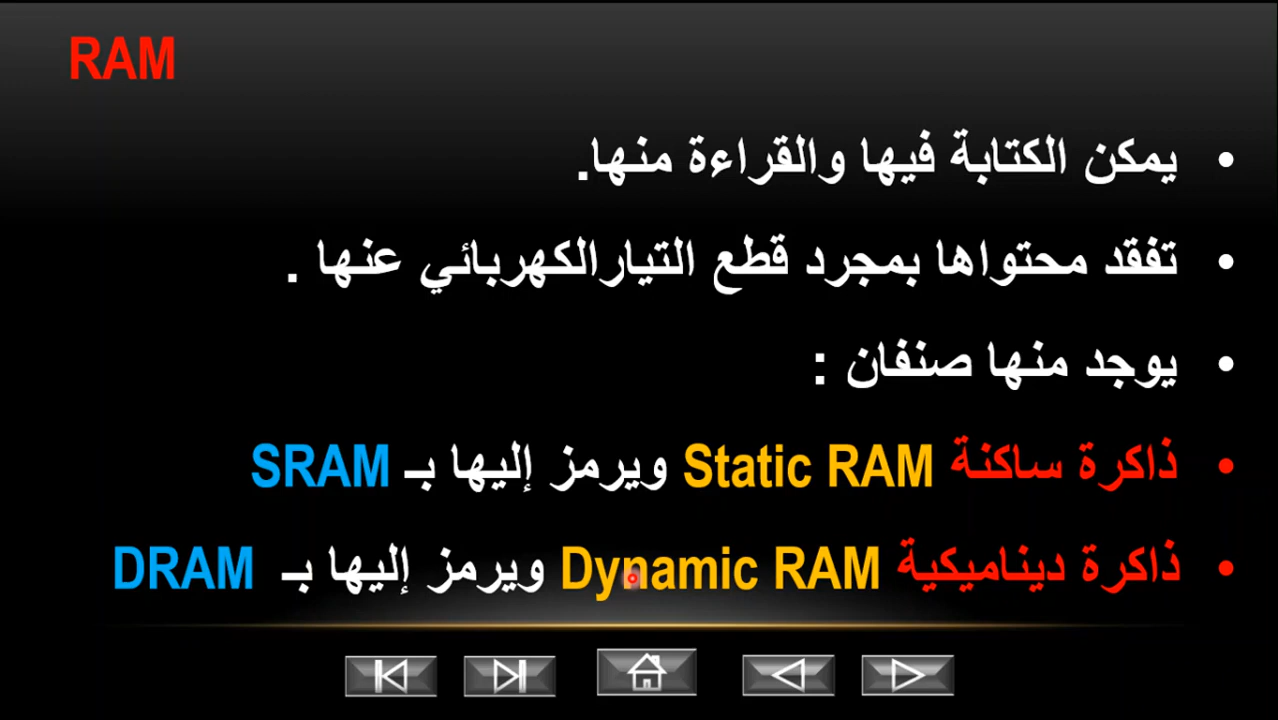 RAM
• يمكن الكتابة فيها والقراءة منها.
• تفقد محتواها بمجرد قطع التيارالكهربائي عنها .
• يوجد منها صنفان :
• ذاكرة ساكنة Static RAM ويرمز إليها بـ SRAM
• ذاكرة ديناميكية Dynamic RAM ويرمز إليها بـ DRAM